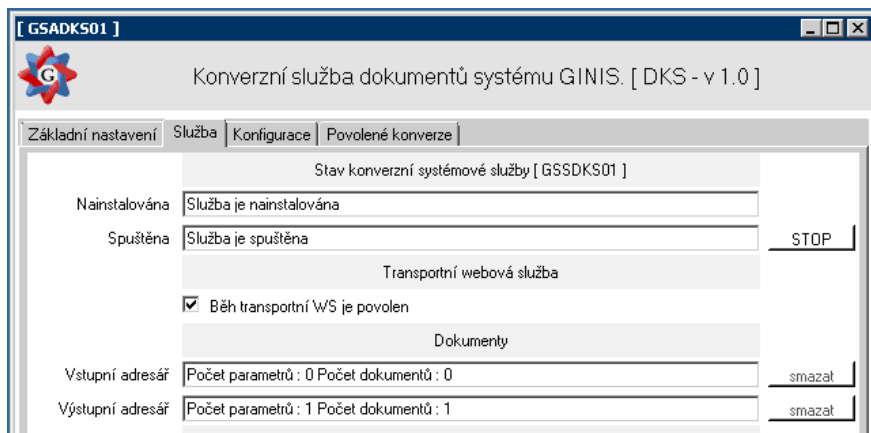 [ GSADKS01 ]
G
Konverzní služba dokumentů systému GINIS. [ DKS - v 1.0 ]
Základní nastavení Služba Konfigurace Povolené konverze
Stav konverzní systémové služby [ GSSDKS01 ]
Nainstalována Služba je nainstalována
Spuštěna Služba je spuštěna STOP
Transportní webová služba
Běh transportní WS je povolen
Dokumenty
Vstupní adresář Počet parametrů : 0 Počet dokumentů : 0 smazat
Výstupní adresář Počet parametrů : 1 Počet dokumentů : 1 smazat